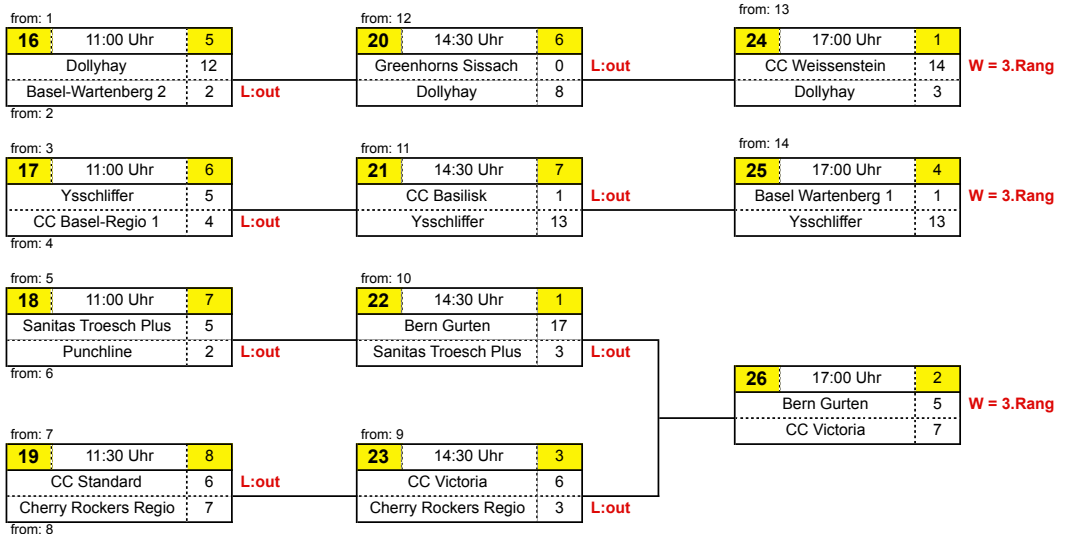 from: 1
16 11:00 Uhr 5
Dollyhay 12
Basel-Wartenberg 2 2 L:out
from: 2
from: 12
20 14:30 Uhr 6
Greenhorns Sissach 0 L:out
Dollyhay 8
from: 13
24 17:00 Uhr 1
CC Weissenstein 14 W = 3.Rang
Dollyhay 3
from: 3
17 11:00 Uhr 6
Ysschliffer 5
CC Basel-Regio 1 4 L:out
from: 4
from: 11
21 14:30 Uhr 7
CC Basilisk 1 L:out
Ysschliffer 13
from: 14
25 17:00 Uhr 4
Basel Wartenberg 1 1 W = 3.Rang
Ysschliffer 13
from: 5
18 11:00 Uhr 7
Sanitas Troesch Plus 5
Punchline 2 L:out
from: 6
from: 10
22 14:30 Uhr 1
Bern Gurten 17
Sanitas Troesch Plus 3 L:out
26 17:00 Uhr 2
Bern Gurten 5 W = 3.Rang
CC Victoria 7
from: 7
19 11:30 Uhr 8
CC Standard 6 L:out
Cherry Rockers Regio 7
from: 8
from: 9
23 14:30 Uhr 3
CC Victoria 6
Cherry Rockers Regio 3 L:out